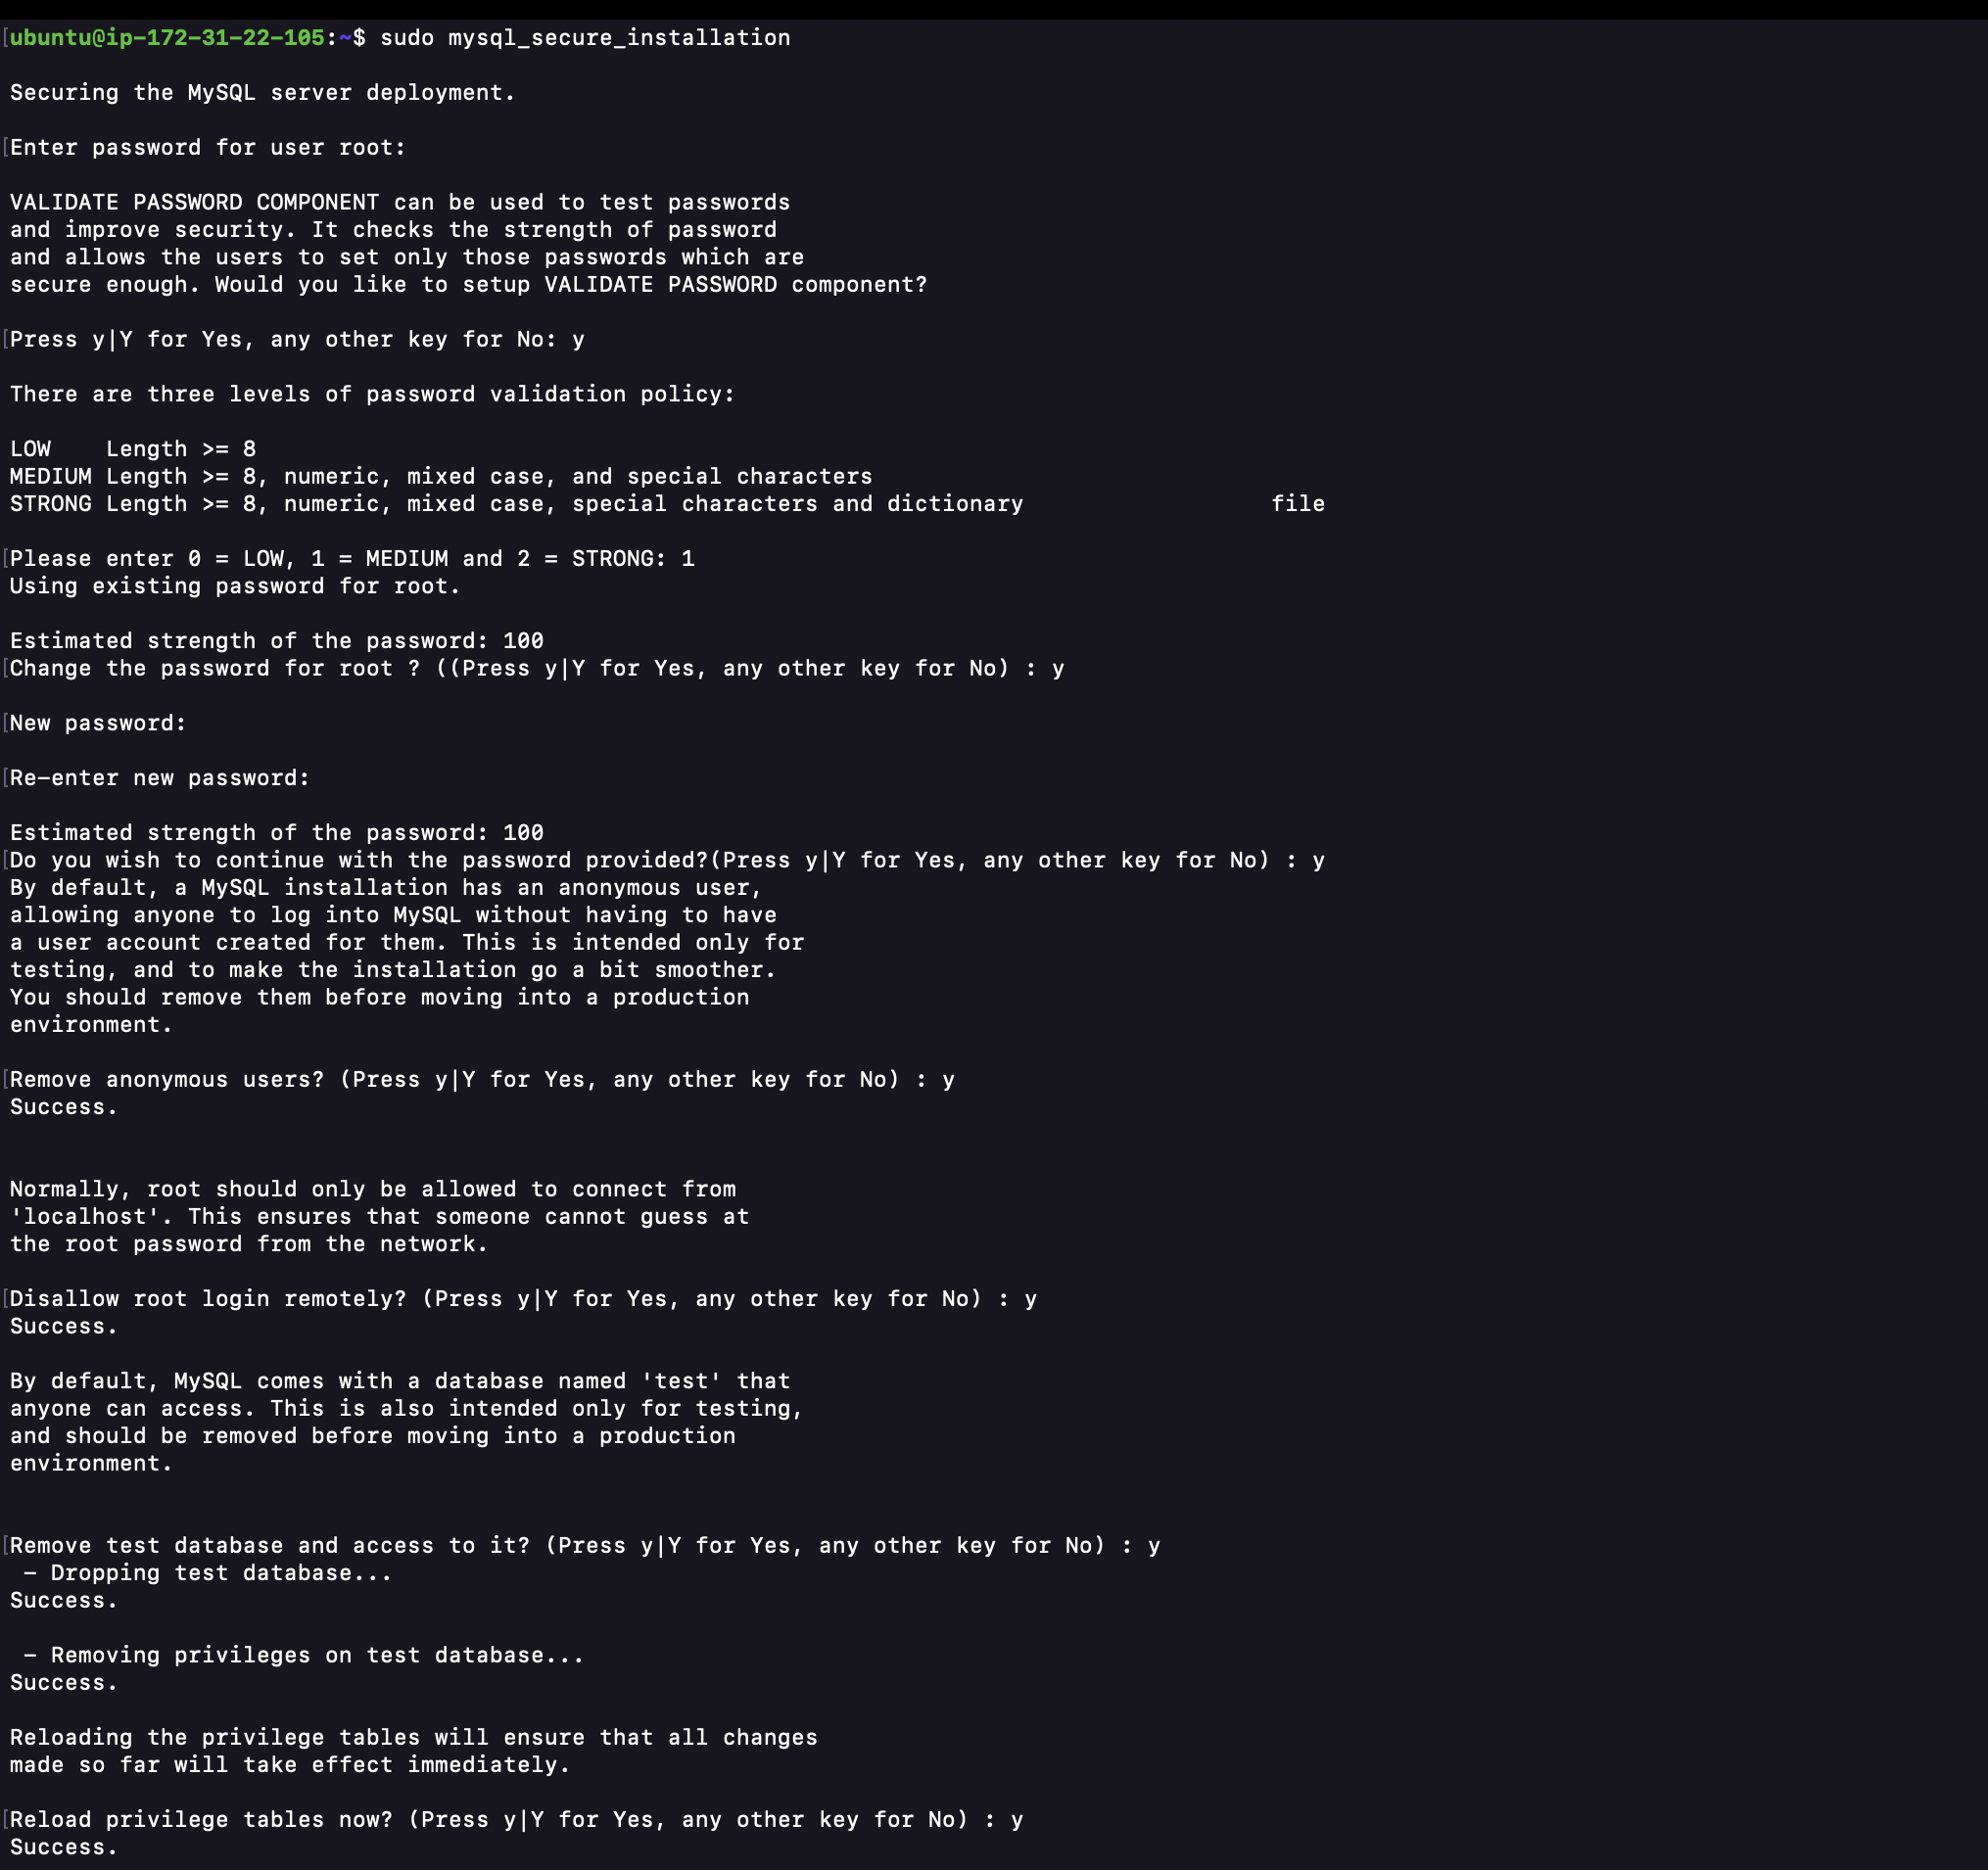 [ubuntu@ip-172-31-22-105:~$ sudo mysql_secure_installation
Securing the MySQL server deployment.
[Enter password for user root:
VALIDATE PASSWORD COMPONENT can be used to test passwords
and improve security. It checks the strength of password
and allows the users to set only those passwords which are
secure enough. Would you like to setup VALIDATE PASSWORD component?
[Press y|Y for Yes, any other key for No: y
There are three levels of password validation policy:
LOW    Length >= 8
MEDIUM Length >= 8, numeric, mixed case, and special characters
STRONG Length >= 8, numeric, mixed case, special characters and dictionary                  file
[Please enter 0 = LOW, 1 = MEDIUM and 2 = STRONG: 1
Using existing password for root.
Estimated strength of the password: 100
[Change the password for root ? ((Press y|Y for Yes, any other key for No) : y
[New password:
[Re-enter new password:
Estimated strength of the password: 100
[Do you wish to continue with the password provided?(Press y|Y for Yes, any other key for No) : y
By default, a MySQL installation has an anonymous user,
allowing anyone to log into MySQL without having to have
a user account created for them. This is intended only for
testing, and to make the installation go a bit smoother.
You should remove them before moving into a production
environment.
[Remove anonymous users? (Press y|Y for Yes, any other key for No) : y
Success.
Normally, root should only be allowed to connect from
'localhost'. This ensures that someone cannot guess at
the root password from the network.
[Disallow root login remotely? (Press y|Y for Yes, any other key for No) : y
Success.
By default, MySQL comes with a database named 'test' that
anyone can access. This is also intended only for testing,
and should be removed before moving into a production
environment.
[Remove test database and access to it? (Press y|Y for Yes, any other key for No) : y
 - Dropping test database...
Success.
 - Removing privileges on test database...
Success.
Reloading the privilege tables will ensure that all changes
made so far will take effect immediately.
[Reload privilege tables now? (Press y|Y for Yes, any other key for No) : y
Success.